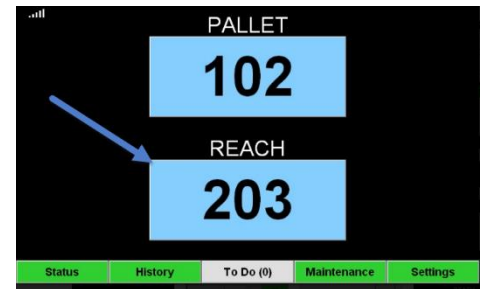 PALLET
102
REACH
203
Status History To Do (0) Maintenance Settings